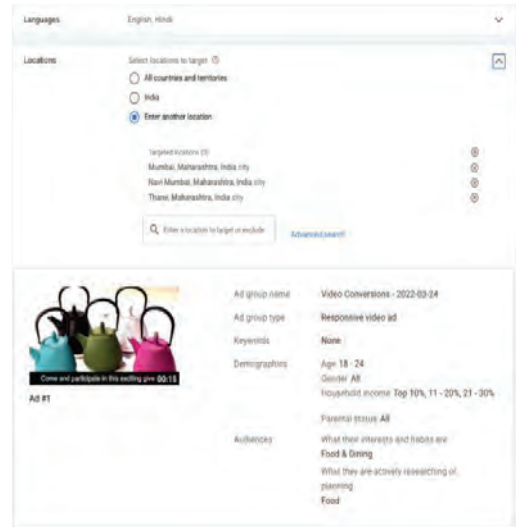 Languages English, Hindi
Locations Select locations to target
All countries and territories
India
Enter another location
Targeted locations (3)
Mumbai, Maharashtra, India city
Navi Mumbai, Maharashtra, India city
Thane, Maharashtra, India city
Enter a location to target or exclude Advanced search
Ad group name Video Conversions - 2022-03-24
Ad group type Responsive video ad
Keywords None
Demographics Age 18 - 24
Gender All
Household income Top 10%, 11 - 20%, 21 - 30%
Parental status All
Come and participate in this exciting give 00:15
Ad #1
Audiences What their interests and habits are
Food & Dining
What they are actively researching or
planning
Food